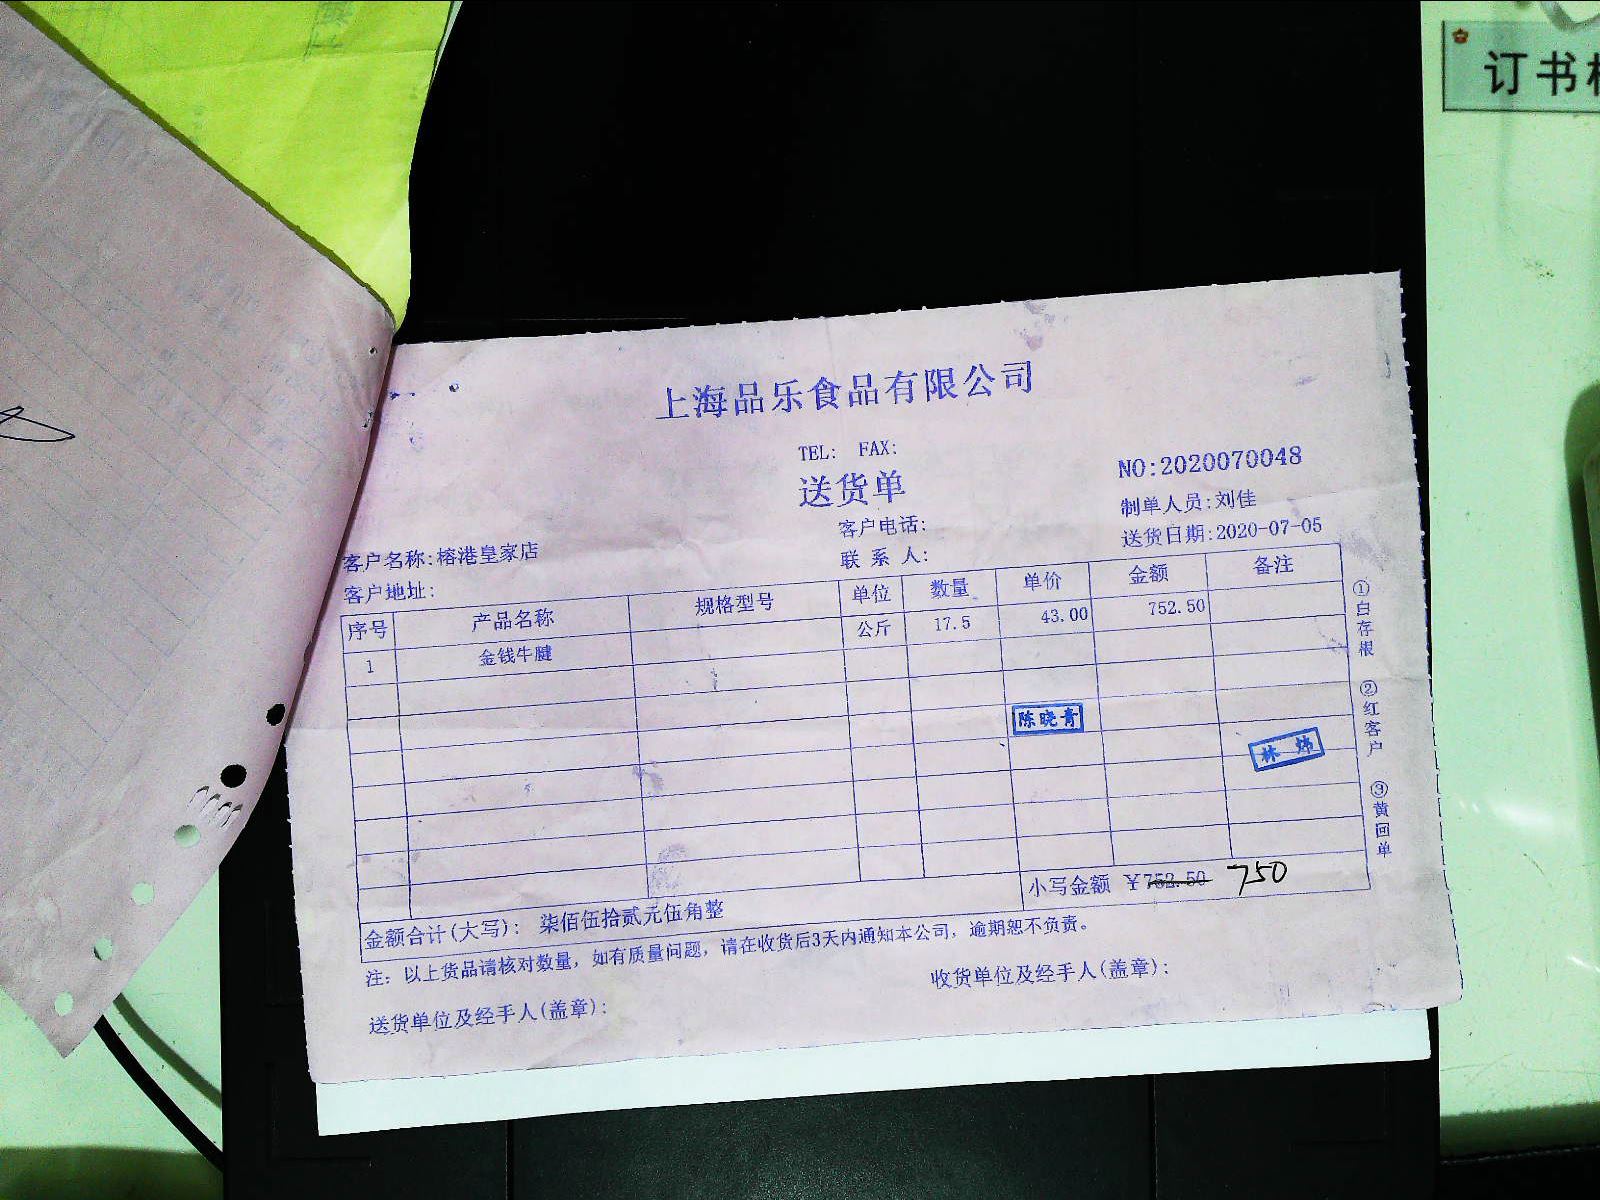 订书
上海品乐食品有限公司
TEL: FAX:
送货单
NO:2020070048
制单人员:刘佳
客户电话:
送货日期:2020-07-05
客户名称:榕港皇家店
联 系 人:
客户地址:
序号 产品名称 规格型号 单位 数量 单价 金额 备注
1 金钱牛腱 公斤 17.5 43.00 752.50
陈晓青
林 炜
①白存根 ②红客户 ③黄回单
金额合计(大写): 柒佰伍拾贰元伍角整 小写金额 ¥752.50 750
注: 以上货品请核对数量, 如有质量问题, 请在收货后3天内通知本公司, 逾期恕不负责。
送货单位及经手人(盖章): 收货单位及经手人(盖章):